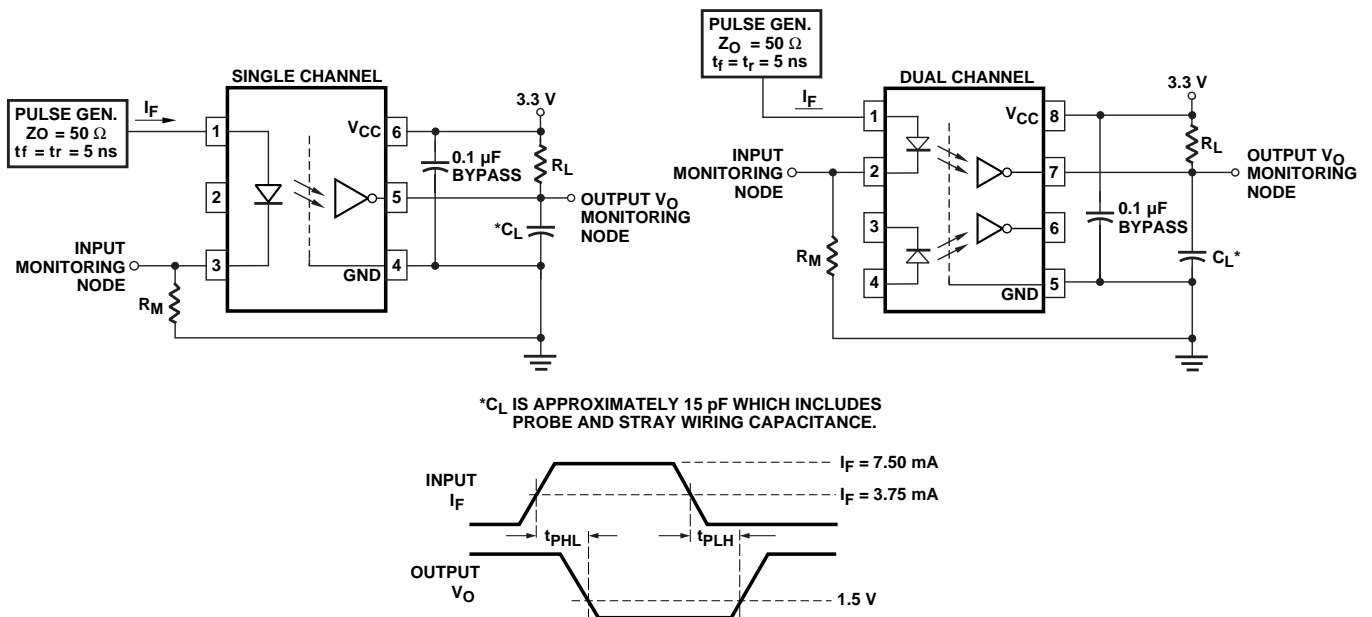 PULSE GEN.
ZO = 50 Ω
tf = tr = 5 ns
IF
SINGLE CHANNEL
1
2
3
VCC
6
5
4
GND
0.1 µF
BYPASS
3.3 V
RL
OUTPUT VO
MONITORING
NODE
*CL
INPUT
MONITORING
NODE
RM
PULSE GEN.
ZO = 50 Ω
tf = tr = 5 ns
IF
DUAL CHANNEL
1
2
3
4
VCC
8
7
6
5
GND
INPUT
MONITORING
NODE
RM
3.3 V
RL
OUTPUT VO
MONITORING
NODE
0.1 µF
BYPASS
CL*
*CL IS APPROXIMATELY 15 pF WHICH INCLUDES
PROBE AND STRAY WIRING CAPACITANCE.
INPUT
IF
IF = 7.50 mA
IF = 3.75 mA
tPHL
tPLH
OUTPUT
VO
1.5 V